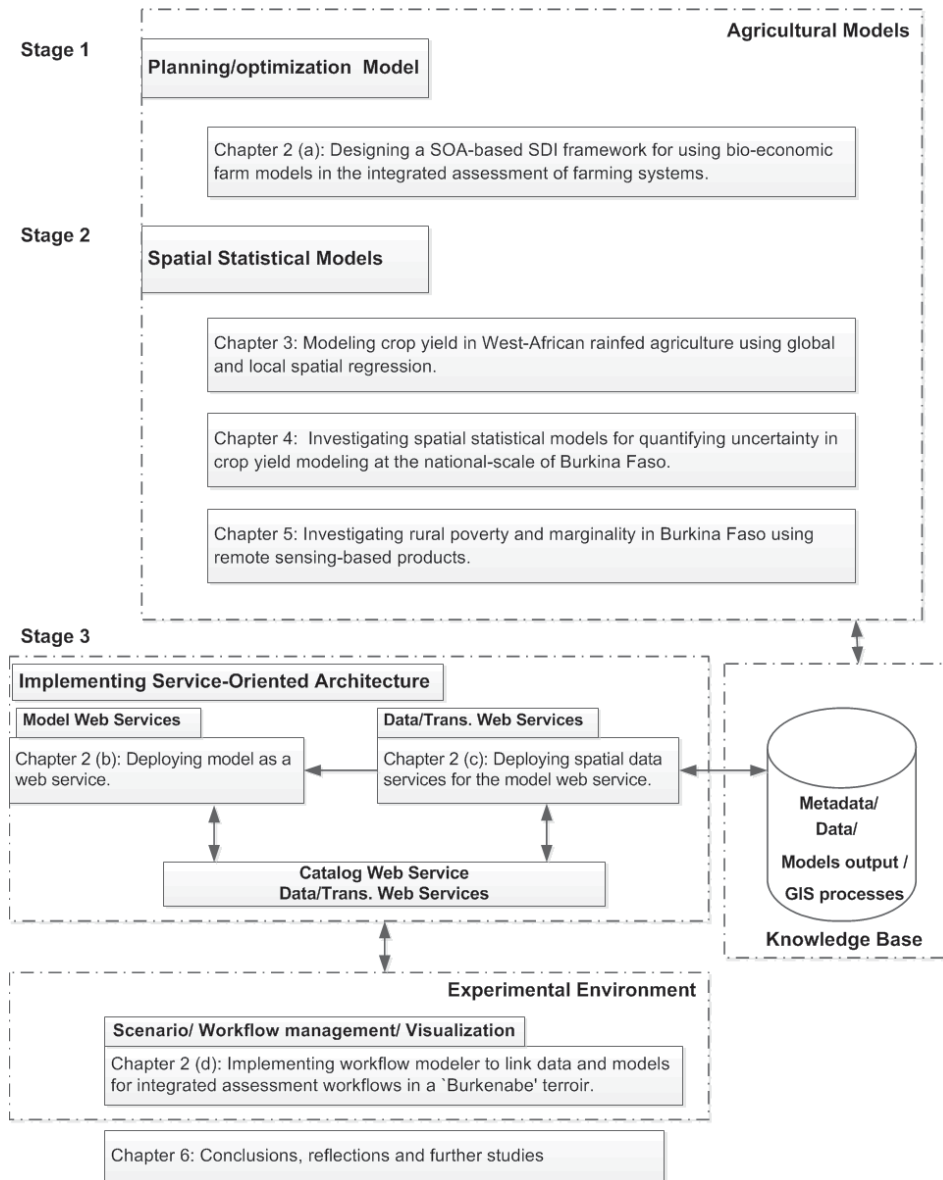 Agricultural Models
Stage 1
Planning/optimization Model
Chapter 2 (a): Designing a SOA-based SDI framework for using bio-economic
farm models in the integrated assessment of farming systems.
Stage 2
Spatial Statistical Models
Chapter 3: Modeling crop yield in West-African rainfed agriculture using global
and local spatial regression.
Chapter 4: Investigating spatial statistical models for quantifying uncertainty in
crop yield modeling at the national-scale of Burkina Faso.
Chapter 5: Investigating rural poverty and marginality in Burkina Faso using
remote sensing-based products.
Stage 3
Implementing Service-Oriented Architecture
Model Web Services
Chapter 2 (b): Deploying model as a
web service.
Data/Trans. Web Services
Chapter 2 (c): Deploying spatial data
services for the model web service.
Catalog Web Service
Data/Trans. Web Services
Metadata/
Data/
Models output /
GIS processes
Knowledge Base
Experimental Environment
Scenario/ Workflow management/ Visualization
Chapter 2 (d): Implementing workflow modeler to link data and models
for integrated assessment workflows in a `Burkenabe' terroir.
Chapter 6: Conclusions, reflections and further studies